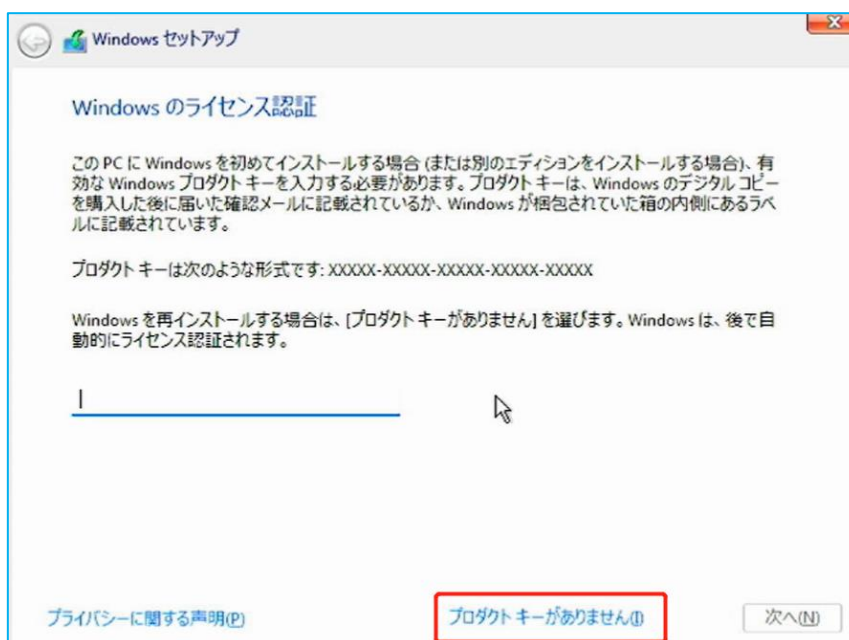 Windows セットアップ
Windows のライセンス認証
この PC に Windows を初めてインストールする場合 (または別のエディションをインストールする場合)、有
効な Windows プロダクト キーを入力する必要があります。プロダクト キーは、Windows のデジタル コピー
を購入した後に届いた確認メールに記載されているか、Windows が梱包されていた箱の内側にあるラベ
ルに記載されています。
プロダクト キーは次のような形式です: XXXXX-XXXXX-XXXXX-XXXXX-XXXXX
Windows を再インストールする場合は、[プロダクト キーがありません] を選びます。Windows は、後で自
動的にライセンス認証されます。
プライバシーに関する声明(P)
プロダクト キーがありません(I)
次へ(N)